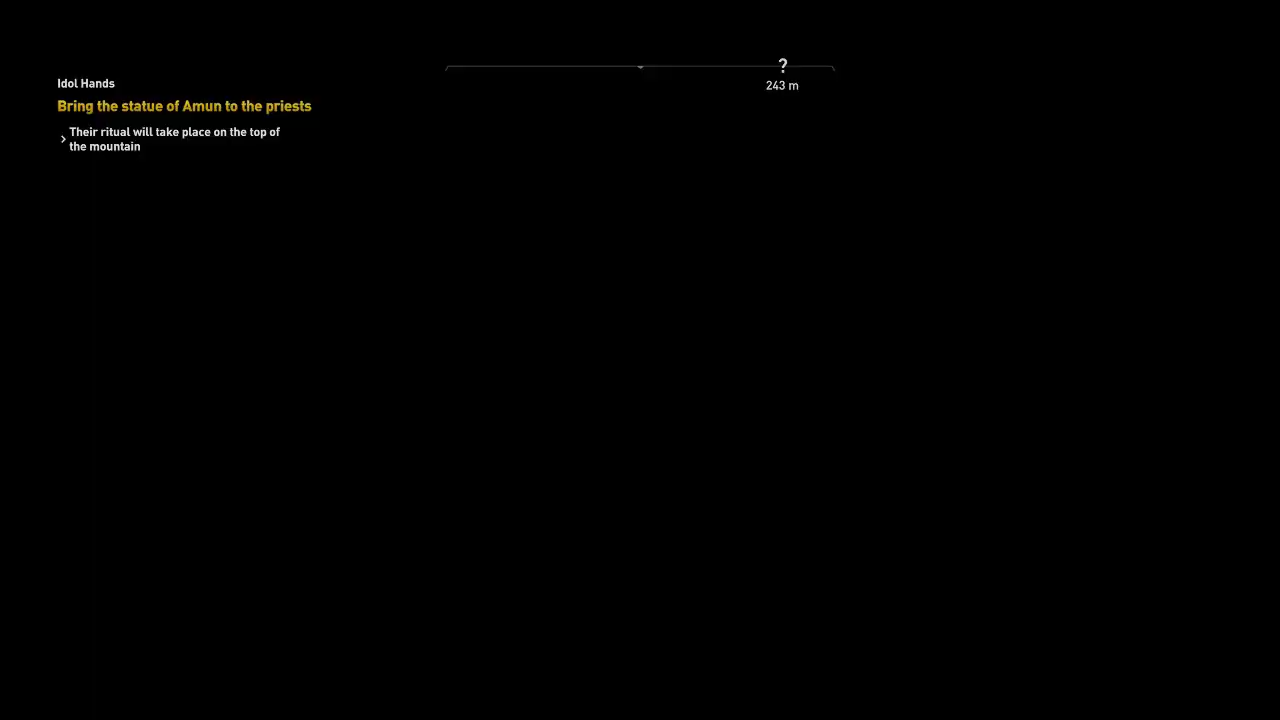 Idol Hands
Bring the statue of Amun to the priests
Their ritual will take place on the top of
the mountain
?
243 m